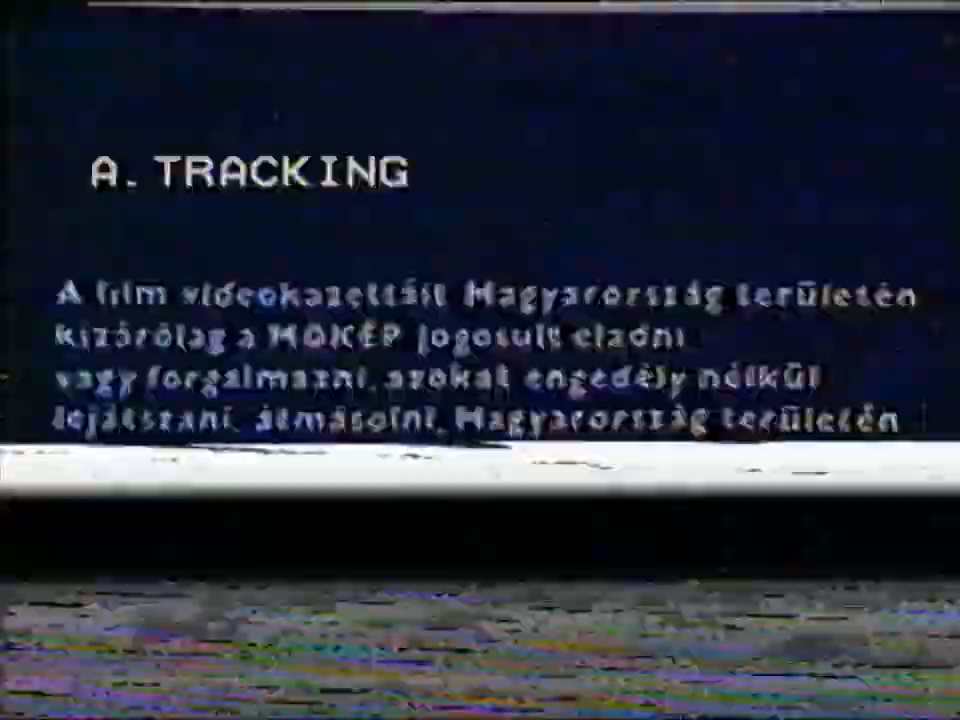 A. TRACKING
A film videokazettáit Magyarország területén
kizárólag a MOKÉP jogosult eladni
vagy forgalmazni, azokat engedély nélkül
lejátszani, átmásolni, Magyarország területén